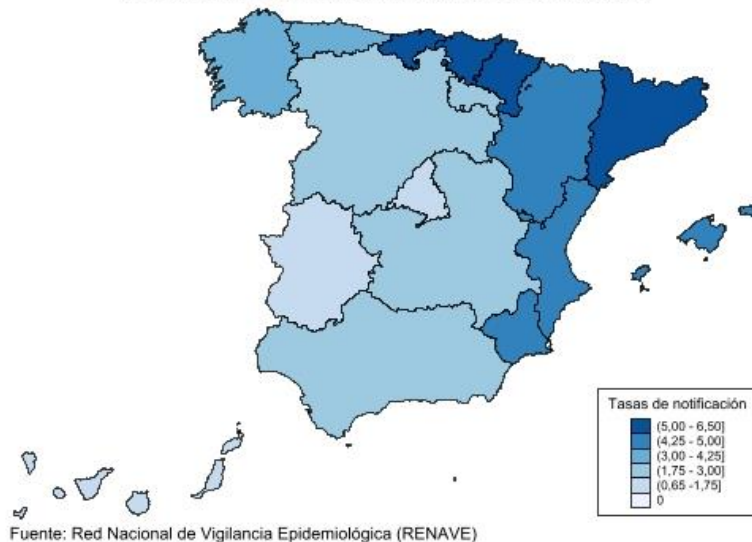 Tasas de notificación
(5,00 - 6,50]
(4,25 - 5,00]
(3,00 - 4,25]
(1,75 - 3,00]
(0,65 -1,75]
0
Fuente: Red Nacional de Vigilancia Epidemiológica (RENAVE)